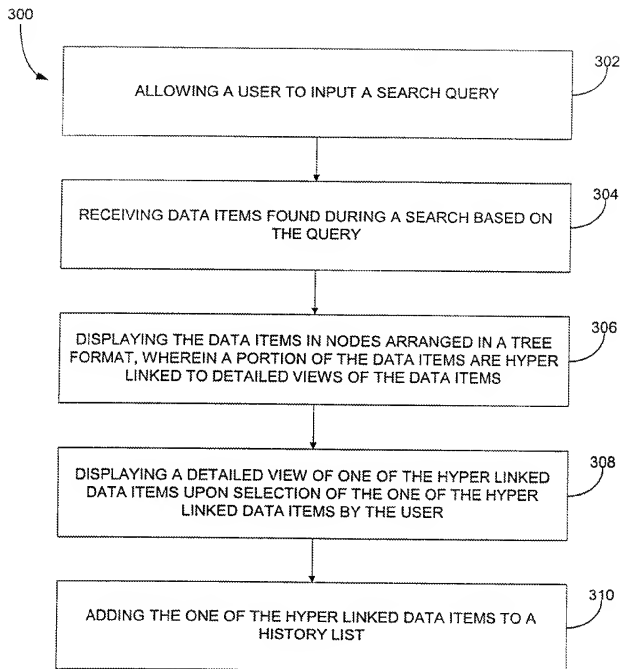 300
302
ALLOWING A USER TO INPUT A SEARCH QUERY
304
RECEIVING DATA ITEMS FOUND DURING A SEARCH BASED ON
THE QUERY
306
DISPLAYING THE DATA ITEMS IN NODES ARRANGED IN A TREE
FORMAT, WHEREIN A PORTION OF THE DATA ITEMS ARE HYPER
LINKED TO DETAILED VIEWS OF THE DATA ITEMS
308
DISPLAYING A DETAILED VIEW OF ONE OF THE HYPER LINKED
DATA ITEMS UPON SELECTION OF THE ONE OF THE HYPER
LINKED DATA ITEMS BY THE USER
310
ADDING THE ONE OF THE HYPER LINKED DATA ITEMS TO A
HISTORY LIST